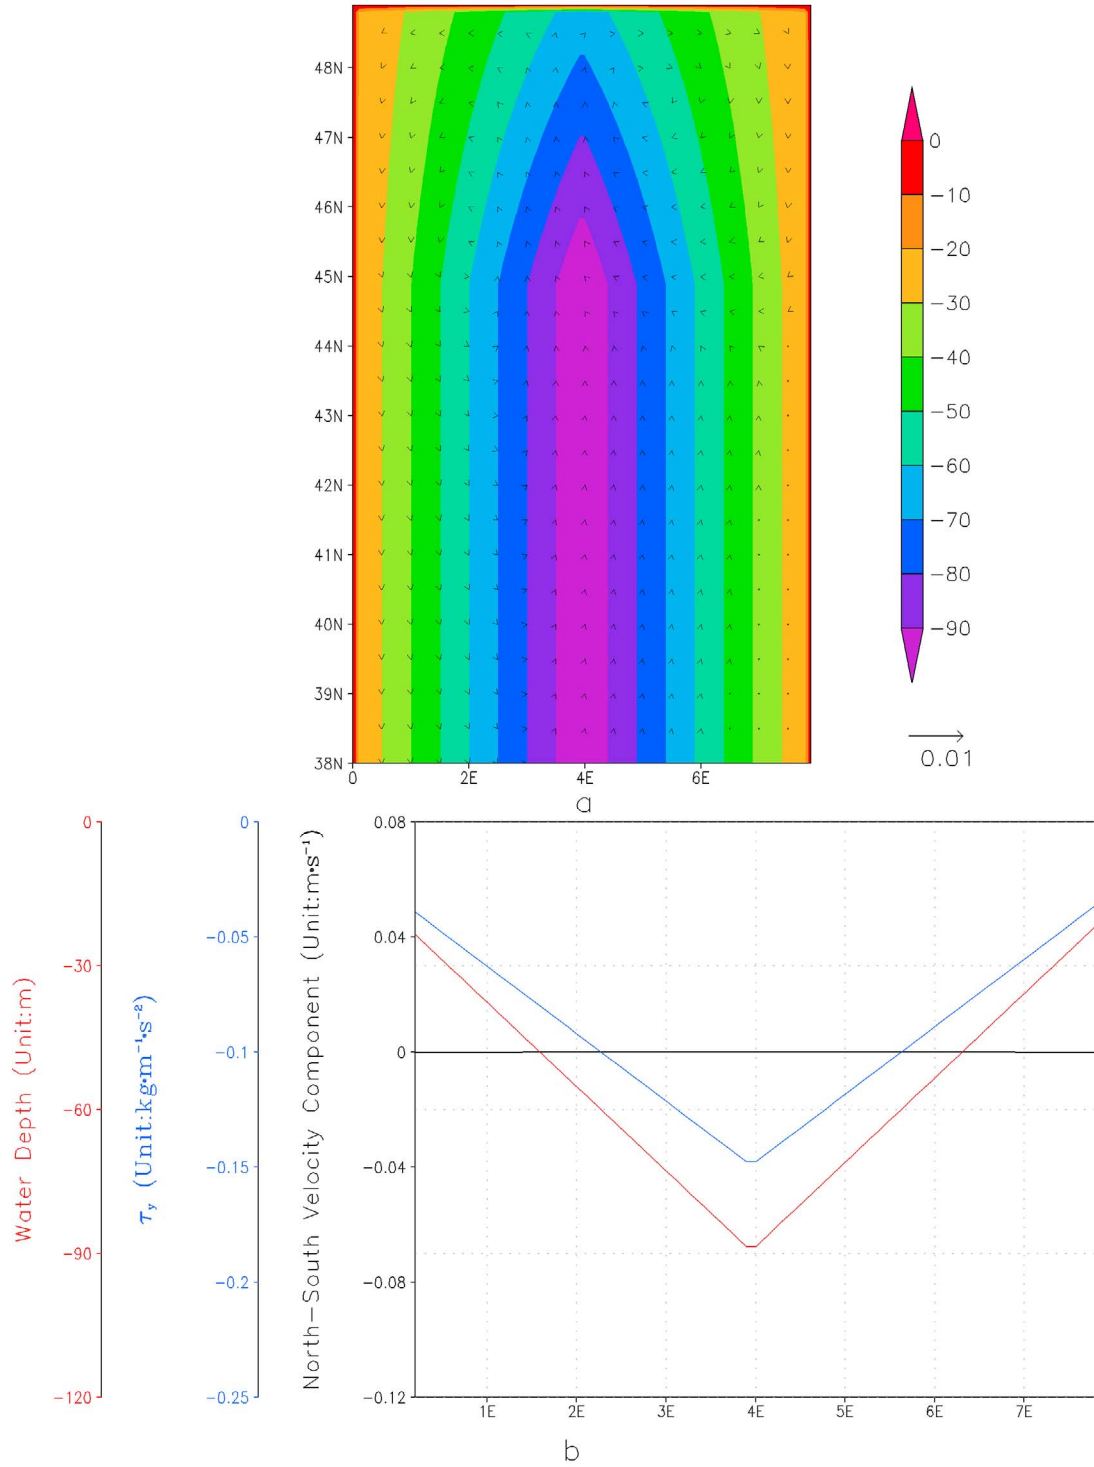 48N
47N
46N
45N
44N
43N
42N
41N
40N
39N
38N
0
2E
4E
6E
a
0
−10
−20
−30
−40
−50
−60
−70
−80
−90
0.01
Water Depth (Unit:m)
0
−30
−60
−90
−120
τy (Unit:kg•m⁻¹•s⁻²)
0
−0.05
−0.1
−0.15
−0.2
−0.25
North−South Velocity Component (Unit:m•s⁻¹)
0.08
0.04
0
−0.04
−0.08
−0.12
1E
2E
3E
4E
5E
6E
7E
b